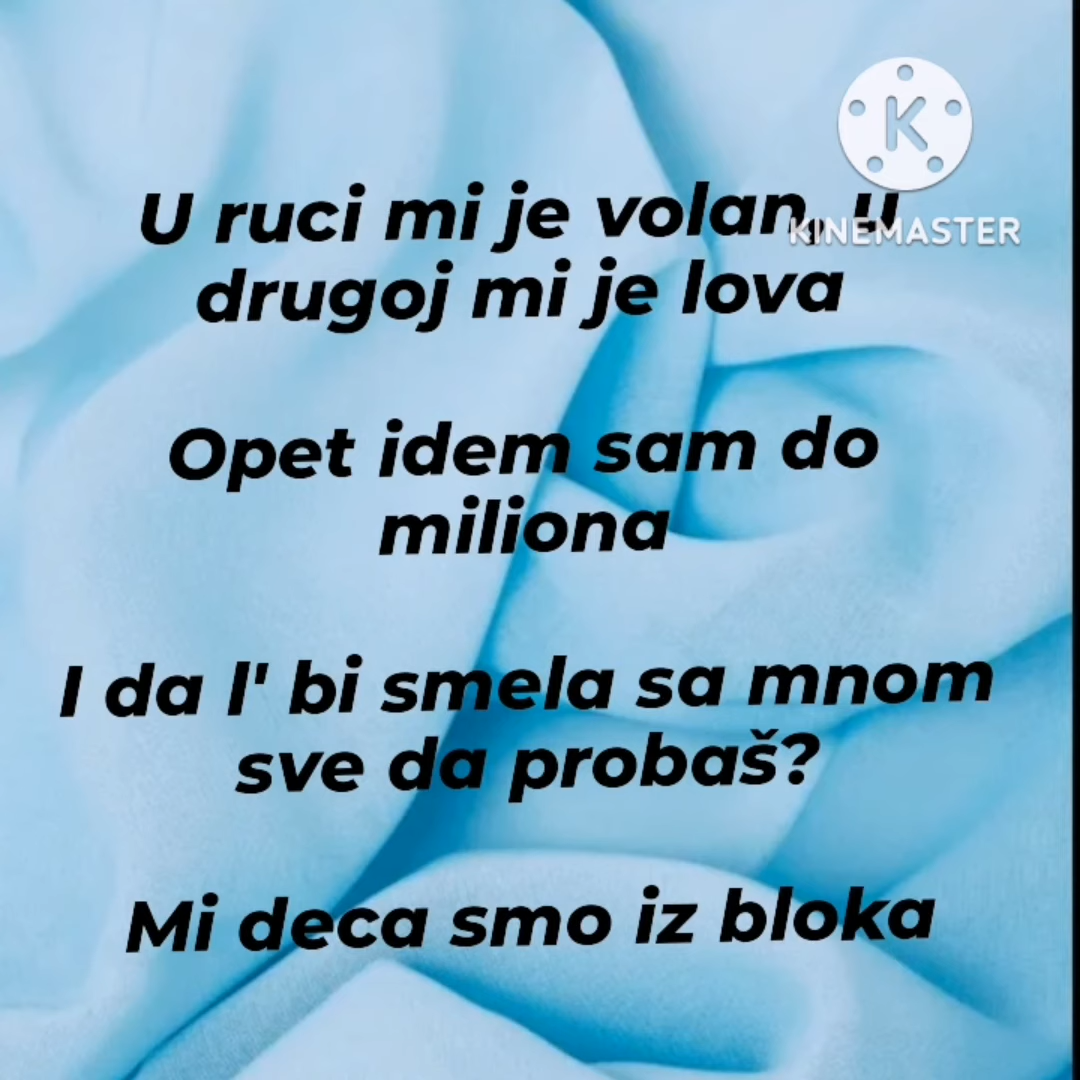 K
KINEMASTER
U ruci mi je volan, u
drugoj mi je lova
Opet idem sam do
miliona
I da l' bi smela sa mnom
sve da probaš?
Mi deca smo iz bloka